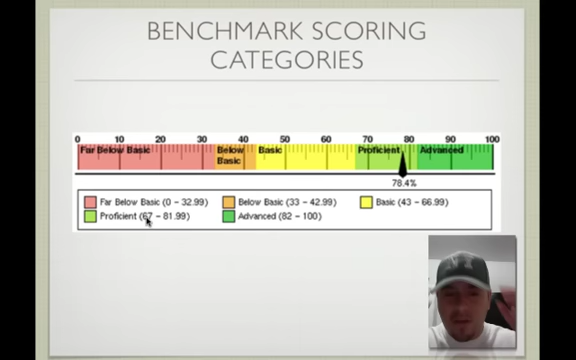 BENCHMARK SCORING
CATEGORIES
0 10 20 30 40 50 60 70 80 90 100
Far Below Basic Below Basic Basic Proficient Advanced
78.4%
Far Below Basic (0 – 32.99) Below Basic (33 – 42.99) Basic (43 – 66.99)
Proficient (67 – 81.99) Advanced (82 – 100)